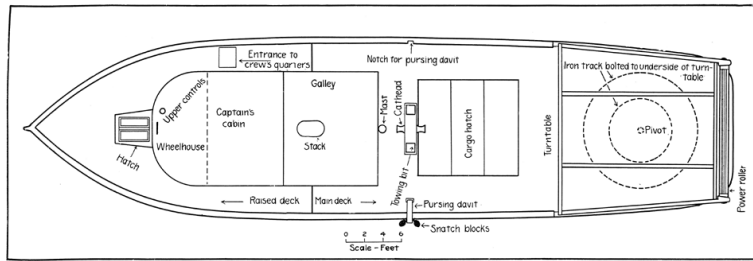 Entrance to
crew's quarters
Notch for pursing davit
Iron track bolted to underside of turn-
table
Upper controls
Galley
Mast
Cathead
Captain's
cabin
Cargo hatch
Turntable
Pivot
Wheelhouse
Stack
Hatch
Towing bit
Power roller
Raised deck
Main deck
Pursing davit
Snatch blocks
0 2 4 6
Scale - Feet